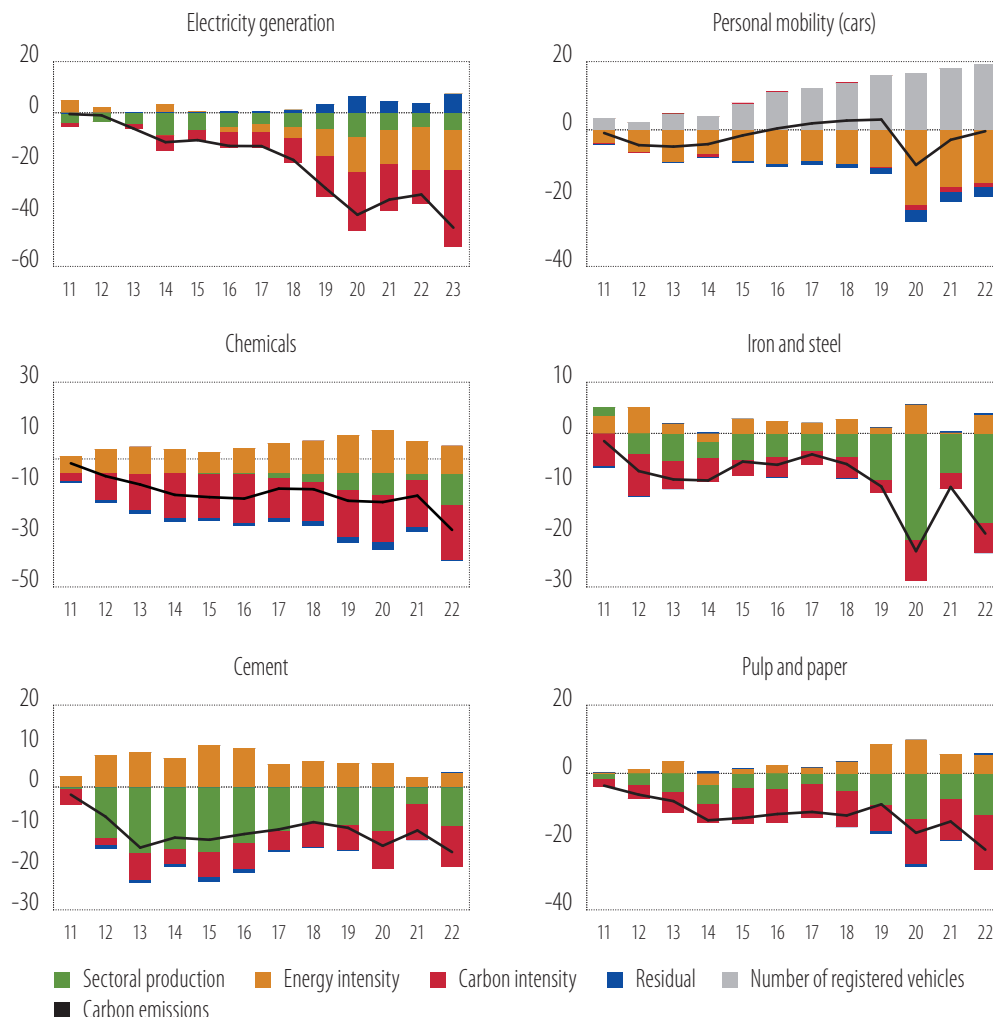 Electricity generation
20
0
-20
-40
-60
11 12 13 14 15 16 17 18 19 20 21 22 23
Personal mobility (cars)
20
0
-20
-40
11 12 13 14 15 16 17 18 19 20 21 22
Chemicals
30
10
-10
-30
-50
11 12 13 14 15 16 17 18 19 20 21 22
Iron and steel
10
0
-10
-20
-30
11 12 13 14 15 16 17 18 19 20 21 22
Cement
20
10
0
-10
-20
-30
11 12 13 14 15 16 17 18 19 20 21 22
Pulp and paper
20
0
-20
-40
11 12 13 14 15 16 17 18 19 20 21 22
Sectoral production Energy intensity Carbon intensity Residual Number of registered vehicles
Carbon emissions